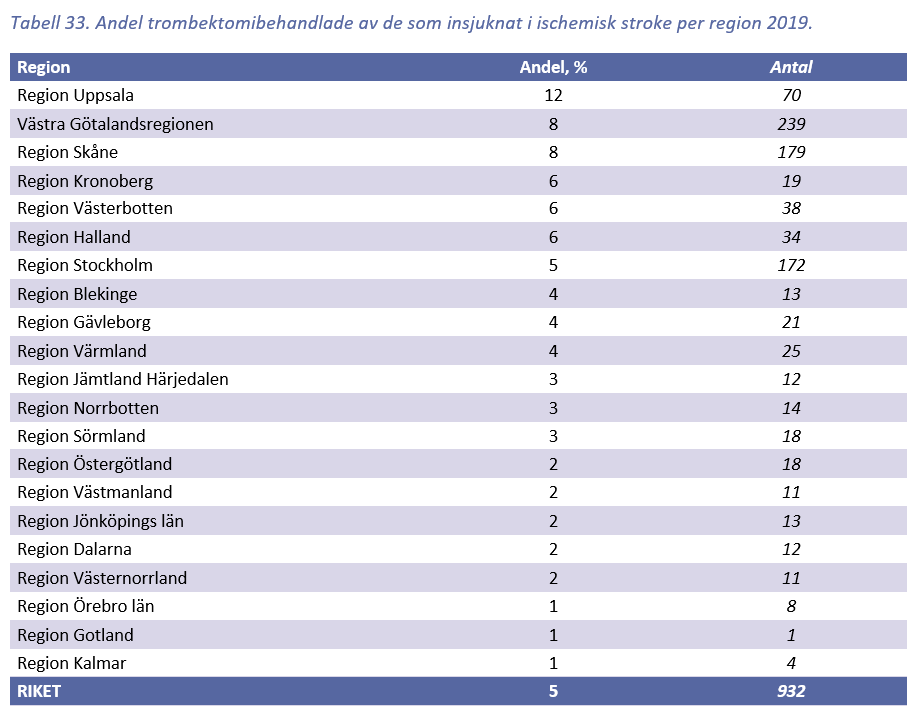 Tabell 33. Andel trombektomibehandlade av de som insjuknat i ischemisk stroke per region 2019.
Region Andel, % Antal
Region Uppsala 12 70
Västra Götalandsregionen 8 239
Region Skåne 8 179
Region Kronoberg 6 19
Region Västerbotten 6 38
Region Halland 6 34
Region Stockholm 5 172
Region Blekinge 4 13
Region Gävleborg 4 21
Region Värmland 4 25
Region Jämtland Härjedalen 3 12
Region Norrbotten 3 14
Region Sörmland 3 18
Region Östergötland 2 18
Region Västmanland 2 11
Region Jönköpings län 2 13
Region Dalarna 2 12
Region Västernorrland 2 11
Region Örebro län 1 8
Region Gotland 1 1
Region Kalmar 1 4
RIKET 5 932